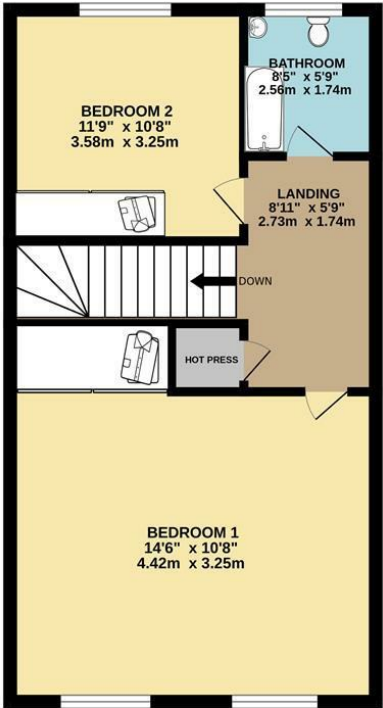 BATHROOM
8'5" x 5'9"
2.56m x 1.74m
BEDROOM 2
11'9" x 10'8"
3.58m x 3.25m
LANDING
8'11" x 5'9"
2.73m x 1.74m
DOWN
HOT PRESS
BEDROOM 1
14'6" x 10'8"
4.42m x 3.25m